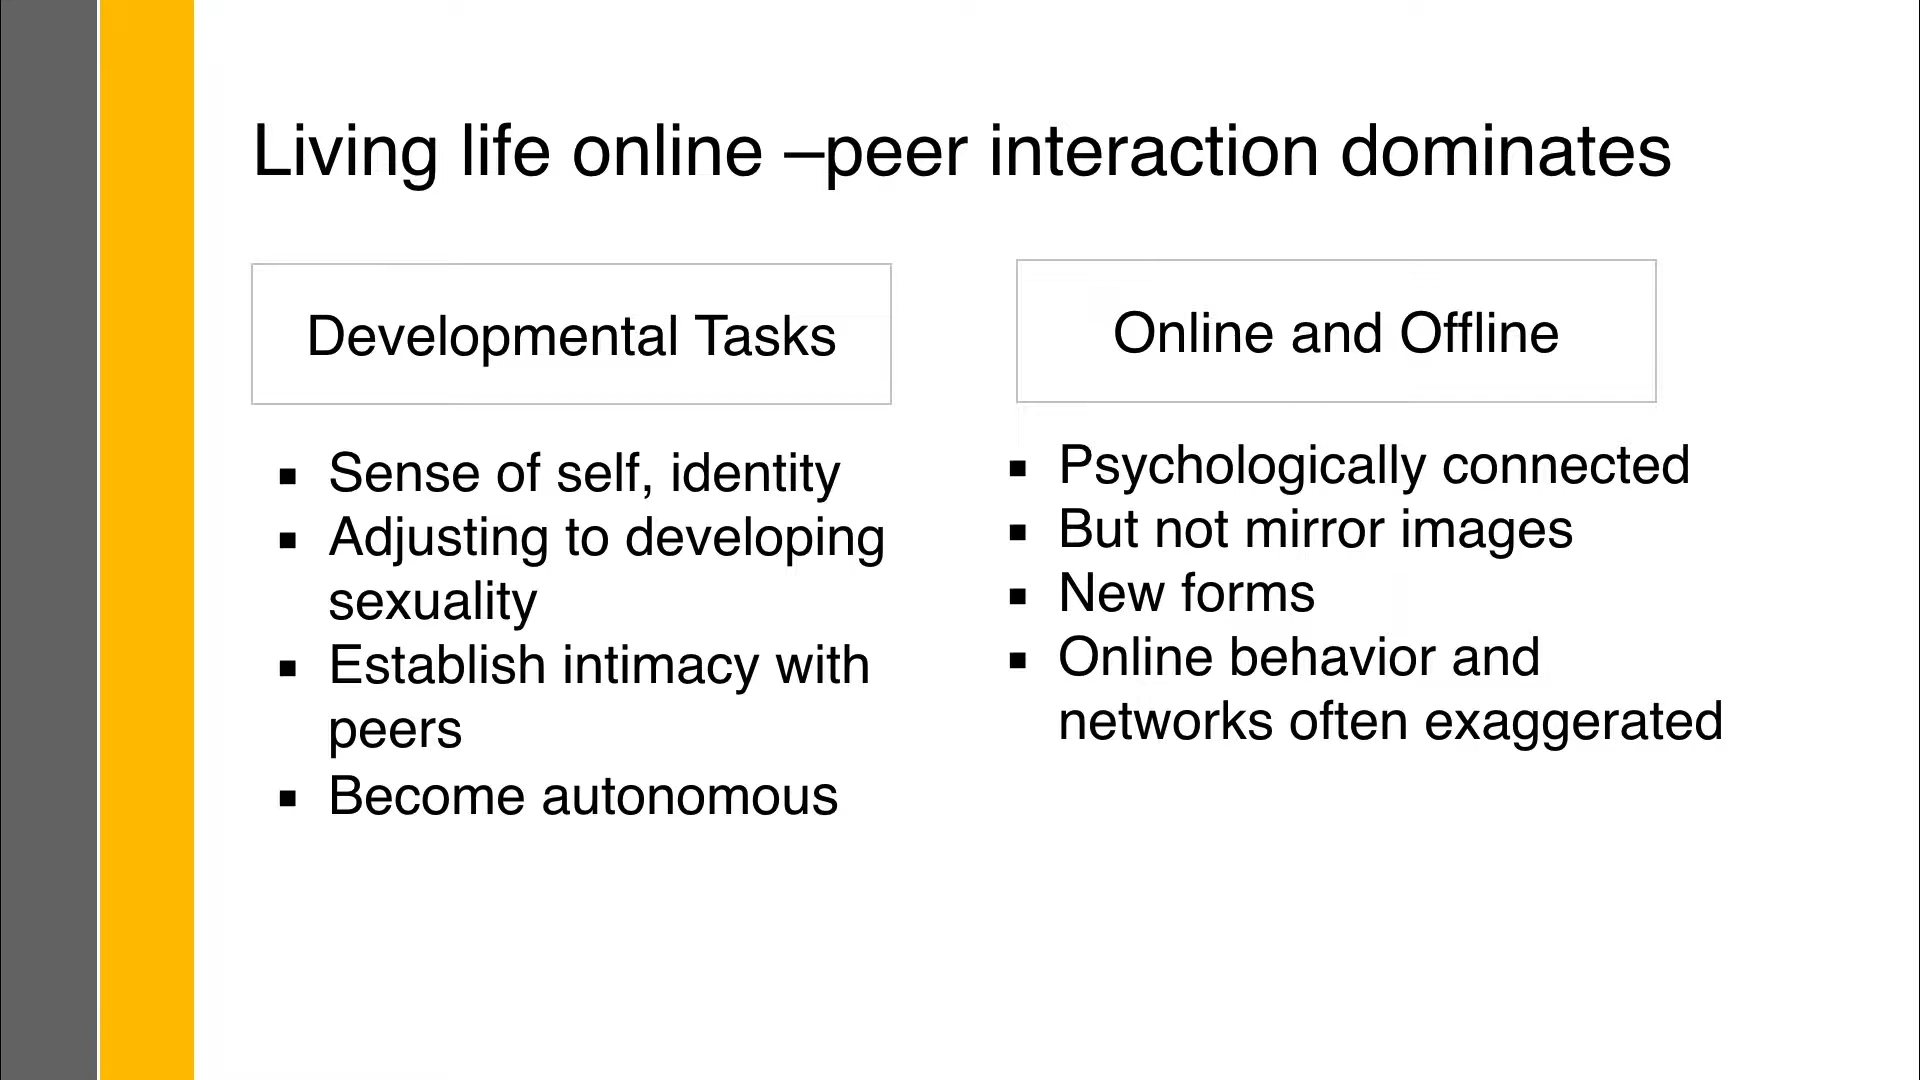 Living life online –peer interaction dominates
Developmental Tasks
▪ Sense of self, identity
▪ Adjusting to developing
sexuality
▪ Establish intimacy with
peers
▪ Become autonomous
Online and Offline
▪ Psychologically connected
▪ But not mirror images
▪ New forms
▪ Online behavior and
networks often exaggerated